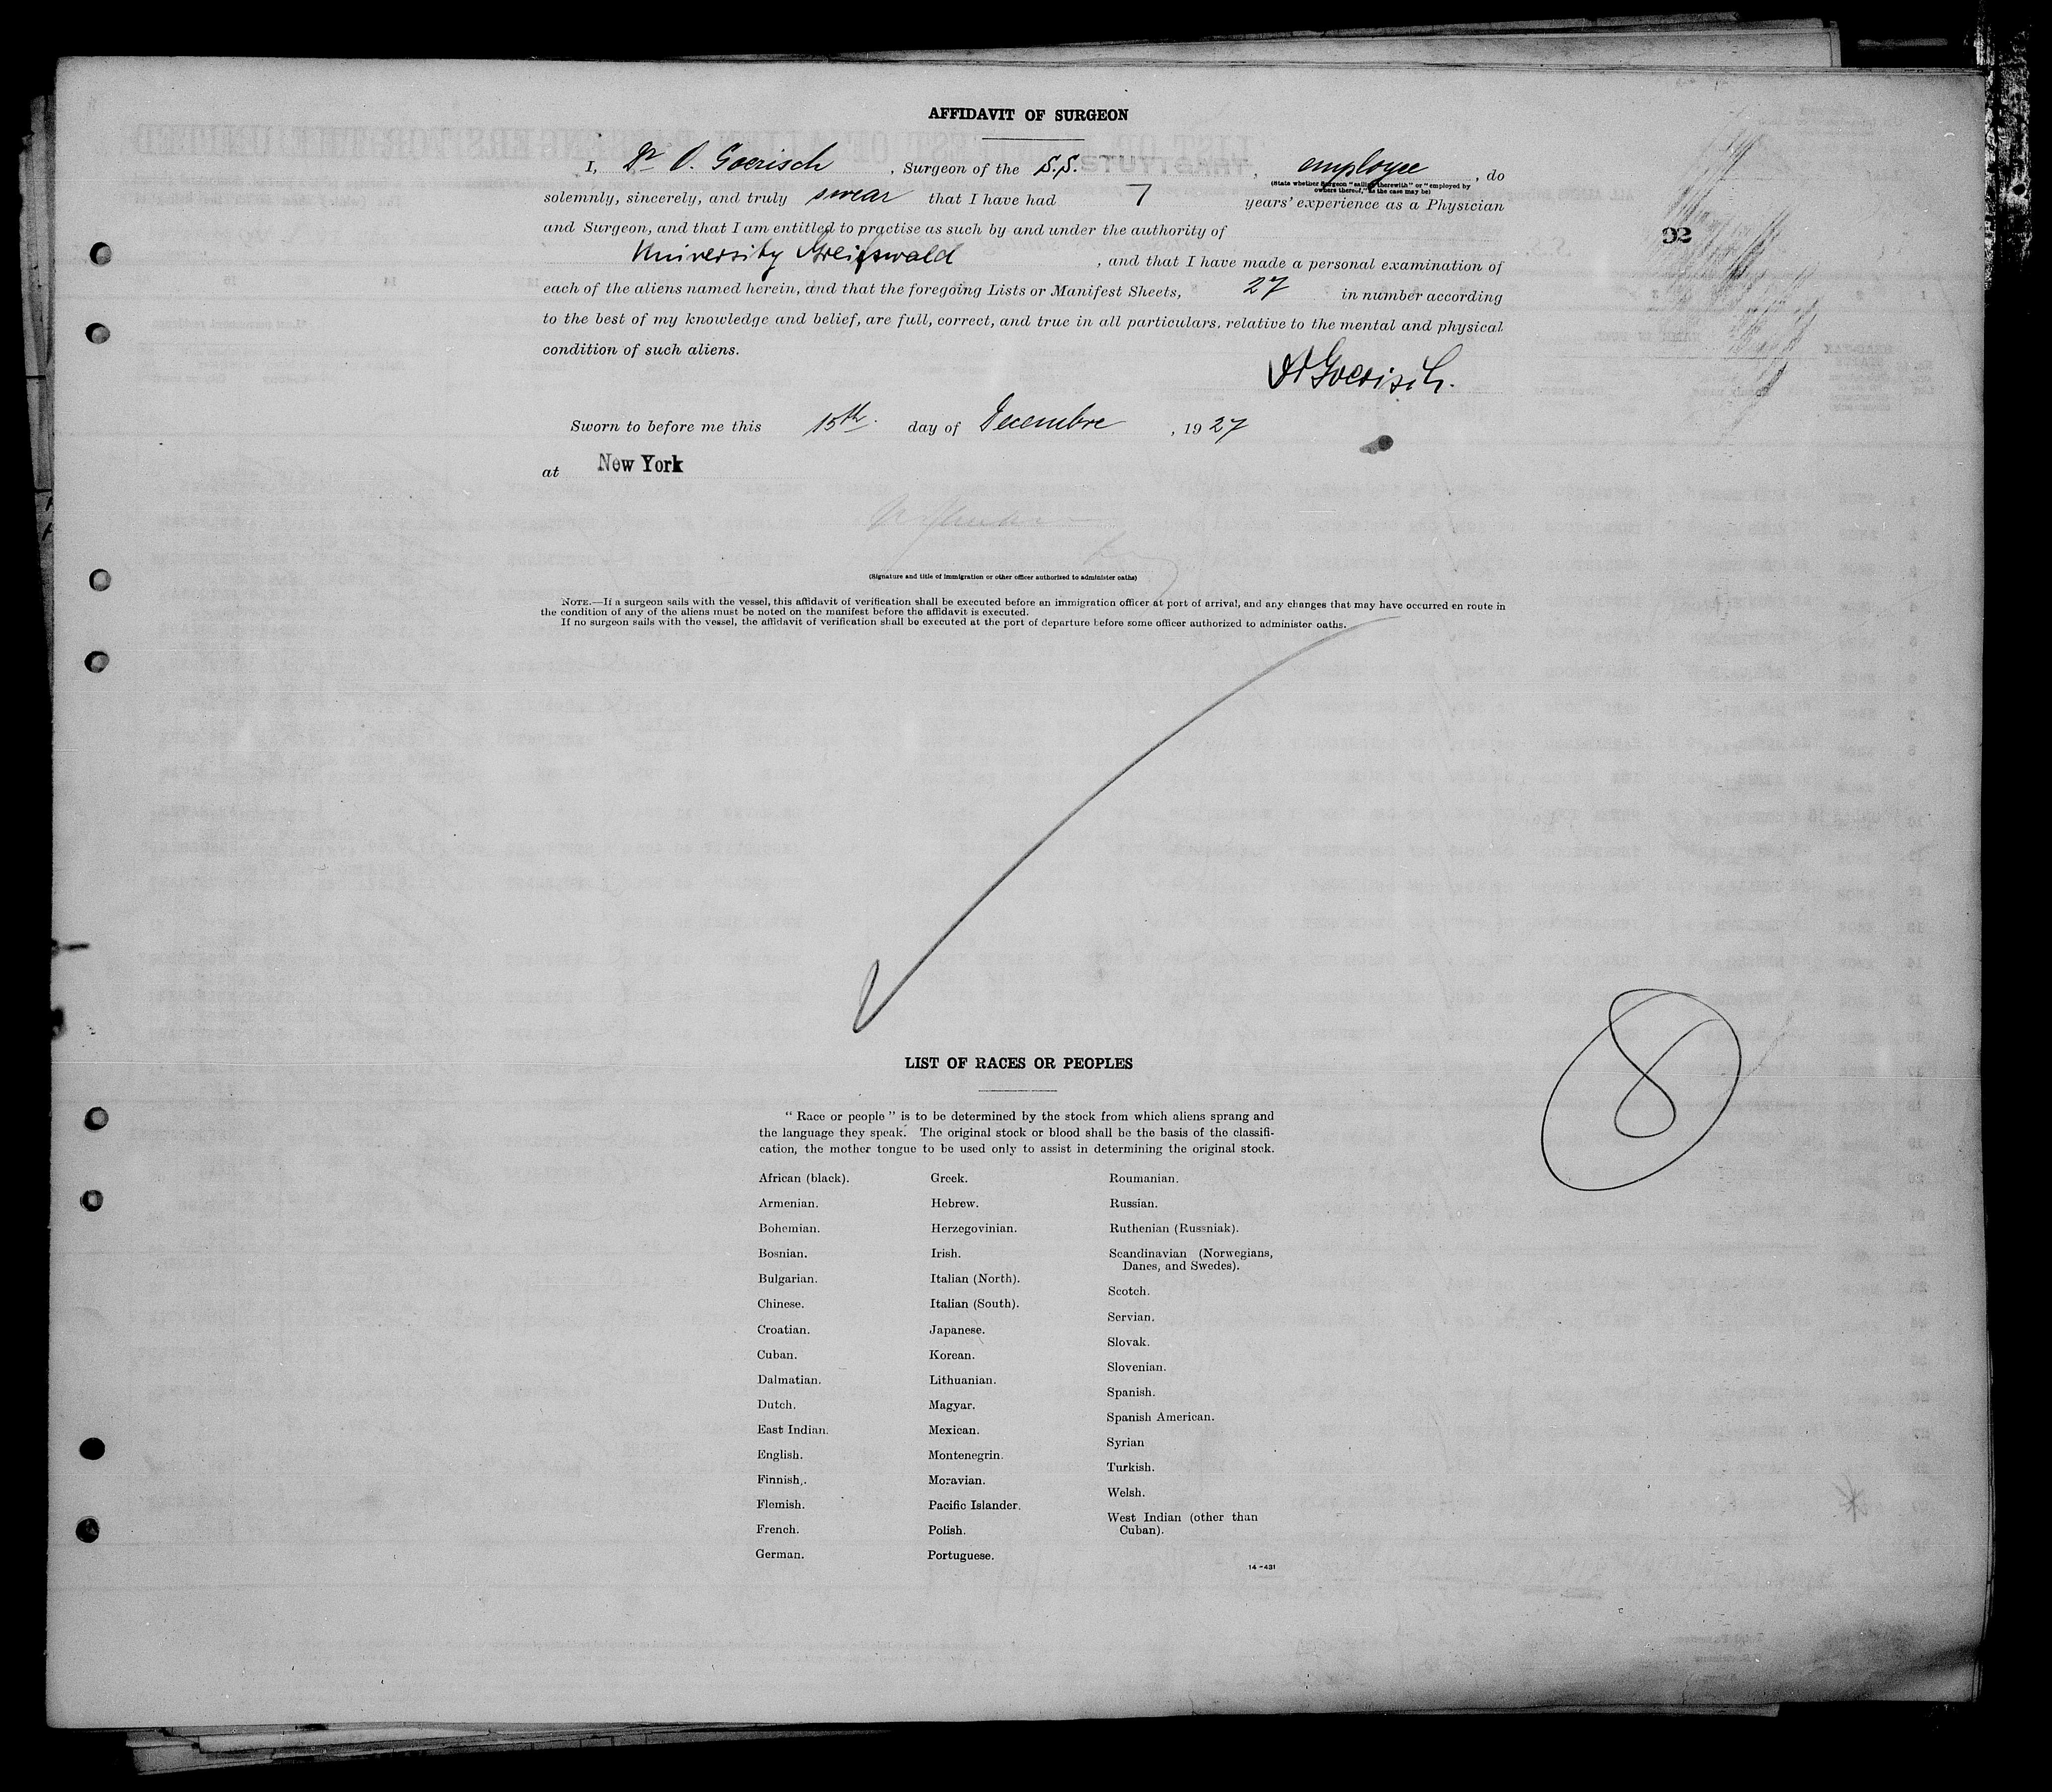 AFFIDAVIT OF SURGEON
I, Dr O. Goerisch, Surgeon of the S.S. , employee, do
(State whether Surgeon "sailing therewith" or "employed by owners thereof," as the case may be)
solemnly, sincerely, and truly swear that I have had 7 years' experience as a Physician
and Surgeon, and that I am entitled to practise as such by and under the authority of
University Greifswald, and that I have made a personal examination of
each of the aliens named herein, and that the foregoing Lists or Manifest Sheets, 27 in number according
to the best of my knowledge and belief, are full, correct, and true in all particulars, relative to the mental and physical
condition of such aliens.
Goerisch.
Sworn to before me this 15th. day of Decembre, 1927
at New York
(Signature and title of immigration or other officer authorized to administer oaths)
NOTE.—If a surgeon sails with the vessel, this affidavit of verification shall be executed before an immigration officer at port of arrival, and any changes that may have occurred en route in
the condition of any of the aliens must be noted on the manifest before the affidavit is executed.
If no surgeon sails with the vessel, the affidavit of verification shall be executed at the port of departure before some officer authorized to administer oaths.
92
8
LIST OF RACES OR PEOPLES
"Race or people" is to be determined by the stock from which aliens sprang and
the language they speak. The original stock or blood shall be the basis of the classifi-
cation, the mother tongue to be used only to assist in determining the original stock.
African (black).
Armenian.
Bohemian.
Bosnian.
Bulgarian.
Chinese.
Croatian.
Cuban.
Dalmatian.
Dutch.
East Indian.
English.
Finnish.
Flemish.
French.
German.
Greek.
Hebrew.
Herzegovinian.
Irish.
Italian (North).
Italian (South).
Japanese.
Korean.
Lithuanian.
Magyar.
Mexican.
Montenegrin.
Moravian.
Pacific Islander.
Polish.
Portuguese.
Roumanian.
Russian.
Ruthenian (Russniak).
Scandinavian (Norwegians,
Danes, and Swedes).
Scotch.
Servian.
Slovak.
Slovenian.
Spanish.
Spanish American.
Syrian
Turkish.
Welsh.
West Indian (other than
Cuban).
14-431